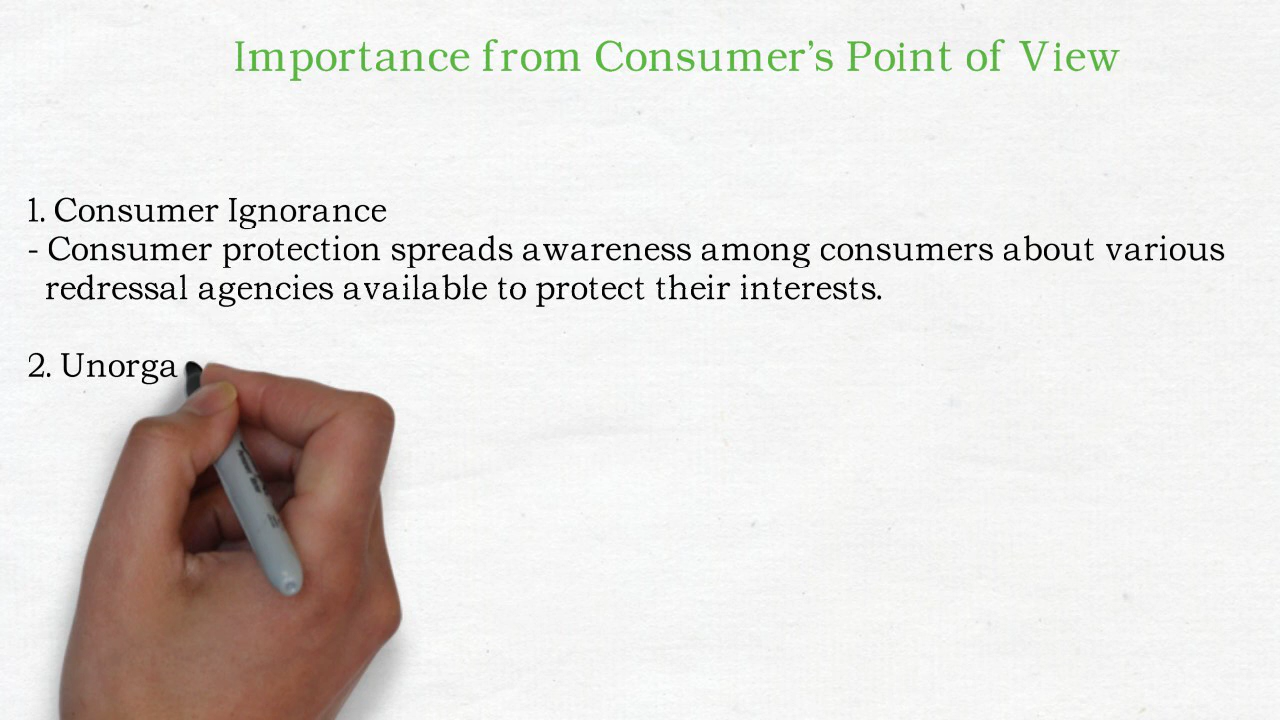 Importance from Consumer's Point of View
1. Consumer Ignorance
- Consumer protection spreads awareness among consumers about various
redressal agencies available to protect their interests.
2. Unorga